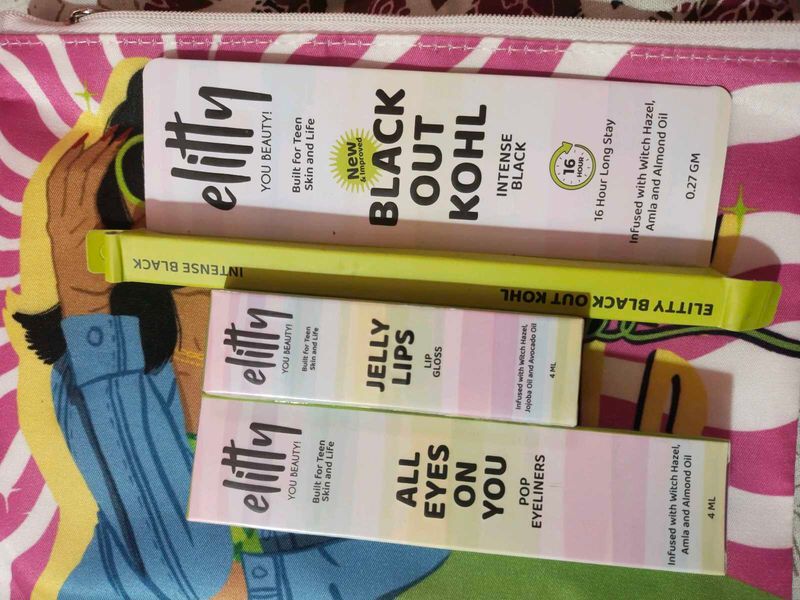 elitty
YOU BEAUTY!
Built for Teen
Skin and Life
New
& Improved
BLACK
OUT
KOHL
INTENSE
BLACK
16
HOUR
16 Hour Long Stay
Infused with Witch Hazel,
Amla and Almond Oil
0.27 GM
INTENSE BLACK
ELITTY BLACK OUT KOHL
elitty
YOU BEAUTY!
Built for Teen
Skin and Life
JELLY
LIPS
LIP
GLOSS
Infused with Witch Hazel,
Jojoba Oil and Avocado Oil
4 ML
elitty
YOU BEAUTY!
Built for Teen
Skin and Life
ALL
EYES
ON
YOU
POP
EYELINERS
Infused with Witch Hazel,
Amla and Almond Oil
4 ML